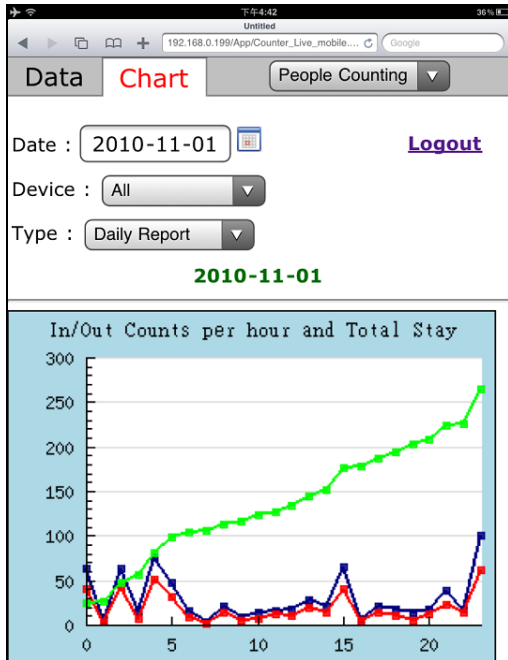 下午4:42
36%
Untitled
192.168.0.199/App/Counter_Live_mobile....
Google
Data
Chart
People Counting
Date : 2010-11-01
Logout
Device : All
Type : Daily Report
2010-11-01
In/Out Counts per hour and Total Stay
300
250
200
150
100
50
0
0 5 10 15 20